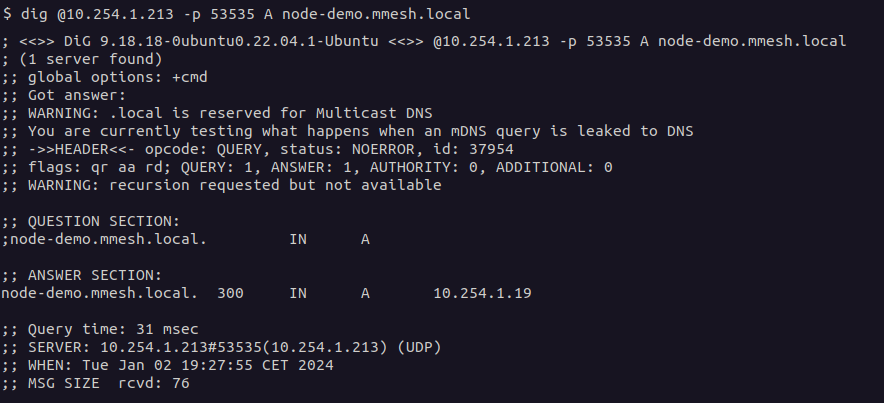 $ dig @10.254.1.213 -p 53535 A node-demo.mmesh.local
; <<>> DiG 9.18.18-0ubuntu0.22.04.1-Ubuntu <<>> @10.254.1.213 -p 53535 A node-demo.mmesh.local
; (1 server found)
;; global options: +cmd
;; Got answer:
;; WARNING: .local is reserved for Multicast DNS
;; You are currently testing what happens when an mDNS query is leaked to DNS
;; ->>HEADER<<- opcode: QUERY, status: NOERROR, id: 37954
;; flags: qr aa rd; QUERY: 1, ANSWER: 1, AUTHORITY: 0, ADDITIONAL: 0
;; WARNING: recursion requested but not available
;; QUESTION SECTION:
;node-demo.mmesh.local. IN A
;; ANSWER SECTION:
node-demo.mmesh.local. 300 IN A 10.254.1.19
;; Query time: 31 msec
;; SERVER: 10.254.1.213#53535(10.254.1.213) (UDP)
;; WHEN: Tue Jan 02 19:27:55 CET 2024
;; MSG SIZE rcvd: 76